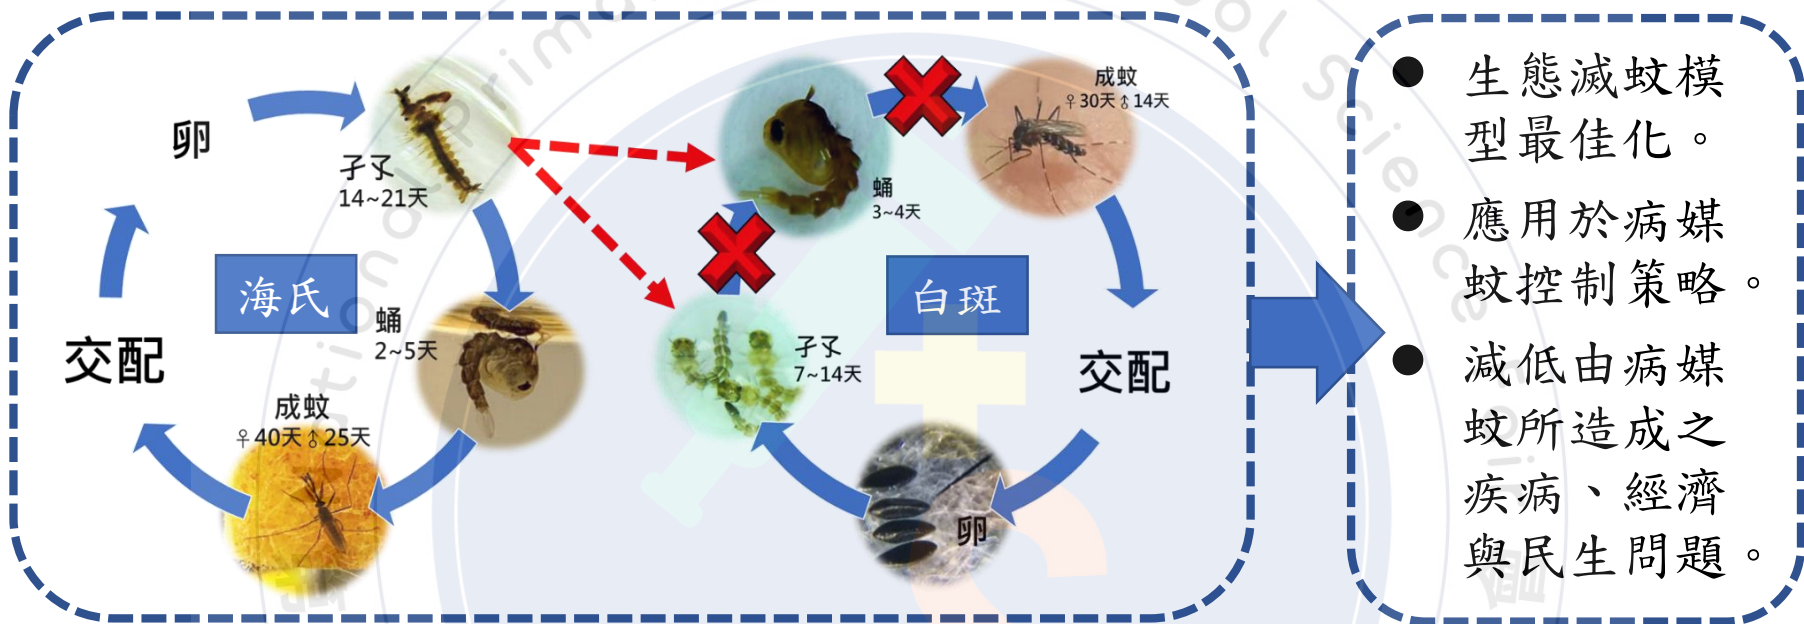 卵
孑孓
14~21天
海氏
蛹
2~5天
成蚊
♀40天♂25天
交配
蛹
3~4天
成蚊
♀30天♂14天
白斑
孑孓
7~14天
交配
卵
● 生態滅蚊模
型最佳化。
● 應用於病媒
蚊控制策略。
● 減低由病媒
蚊所造成之
疾病、經濟
與民生問題。